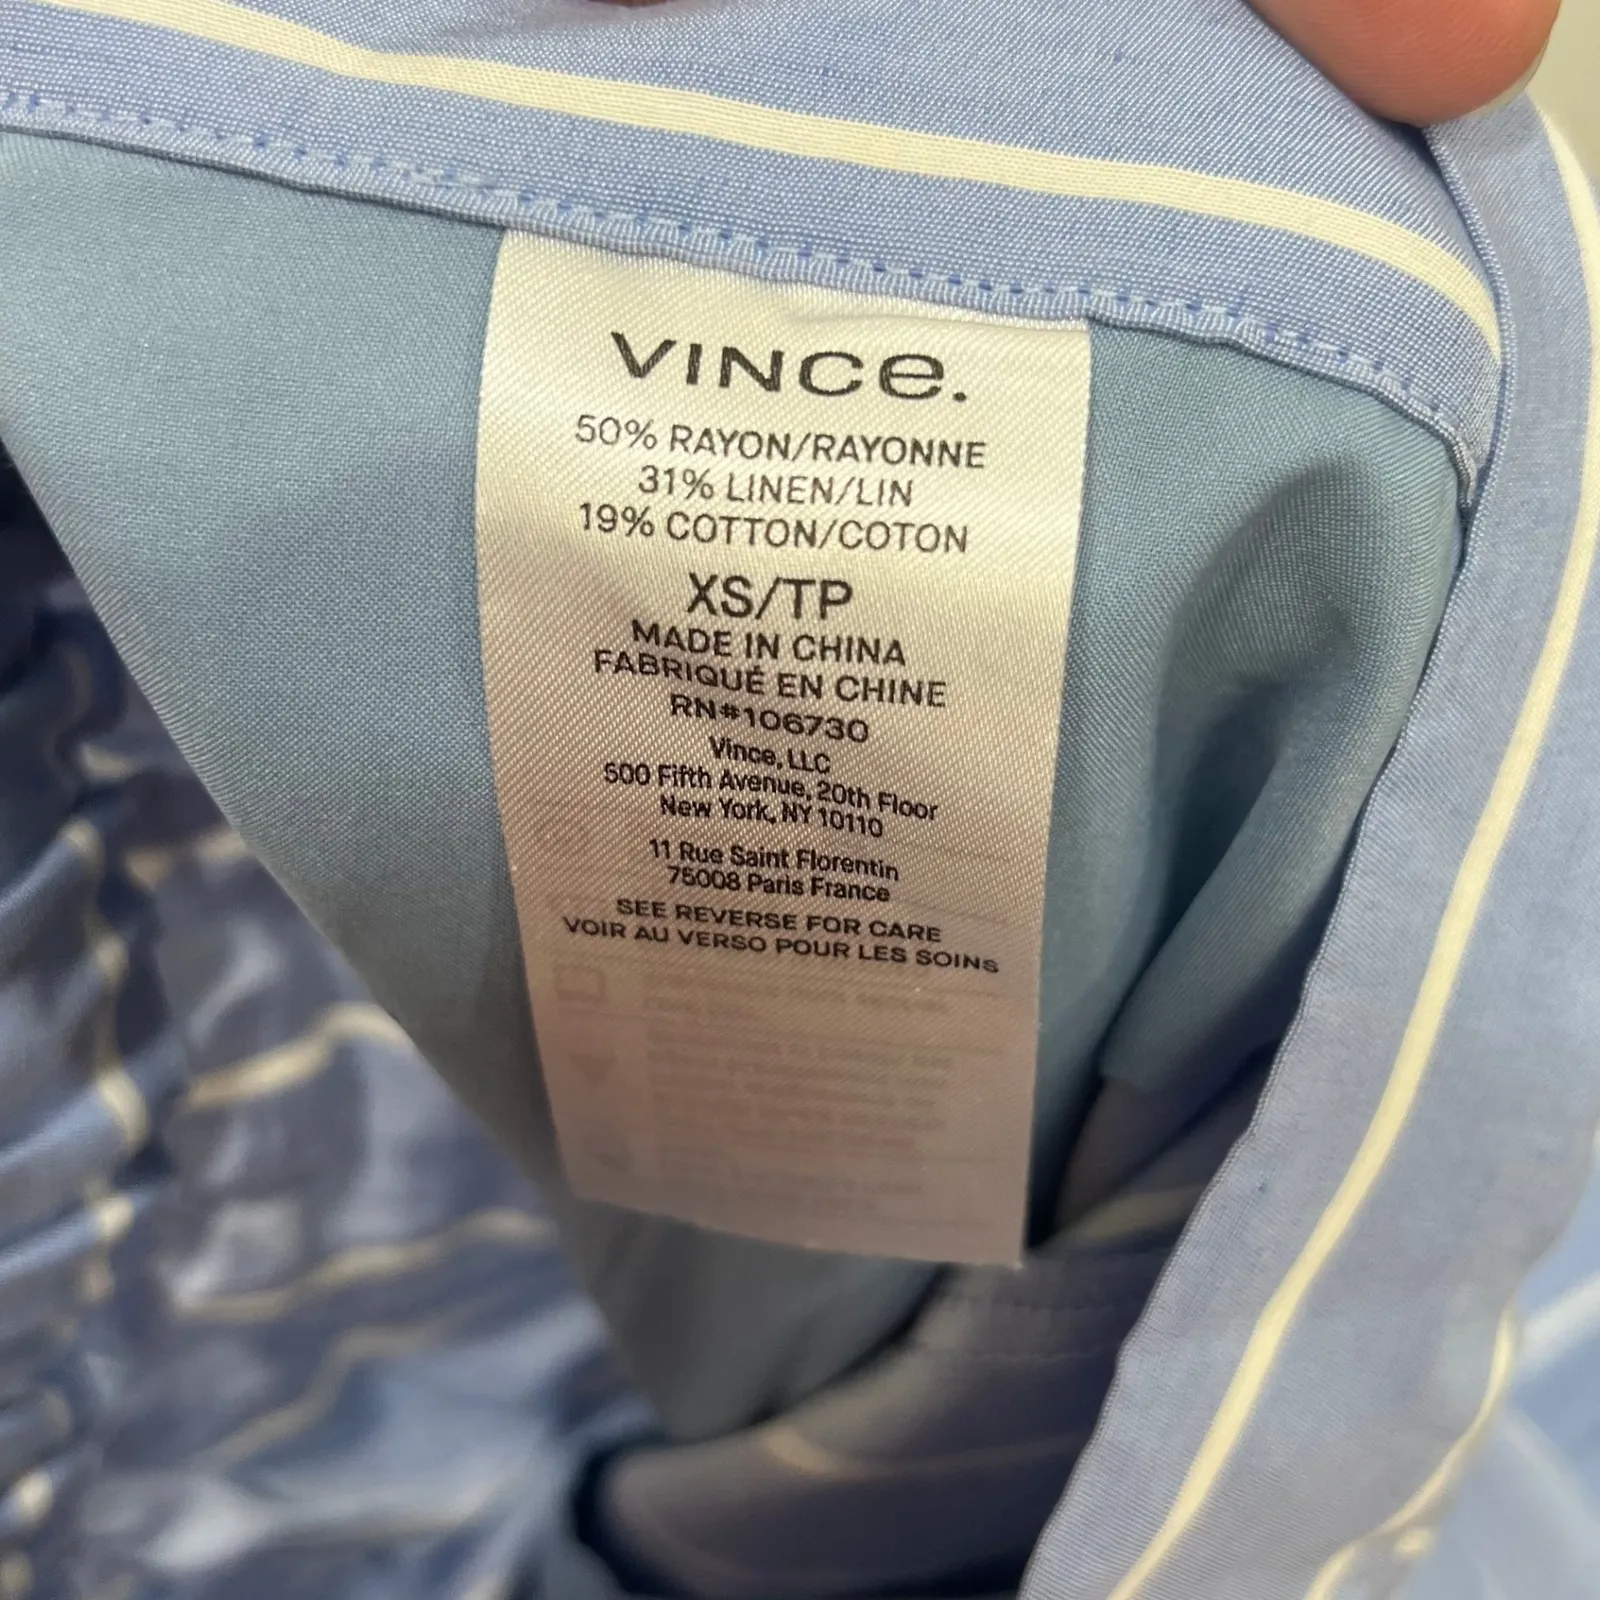 VINCE.
50% RAYON/RAYONNE
31% LINEN/LIN
19% COTTON/COTON
XS/TP
MADE IN CHINA
FABRIQUÉ EN CHINE
RN#106730
Vince, LLC
500 Fifth Avenue, 20th Floor
New York, NY 10110
11 Rue Saint Florentin
75008 Paris France
SEE REVERSE FOR CARE
VOIR AU VERSO POUR LES SOINS